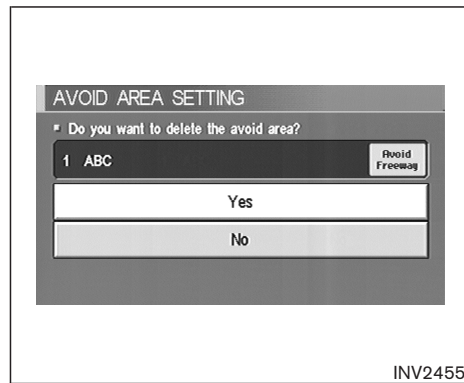 AVOID AREA SETTING
Do you want to delete the avoid area?
1 ABC
Avoid
Freeway
Yes
No
INV2455